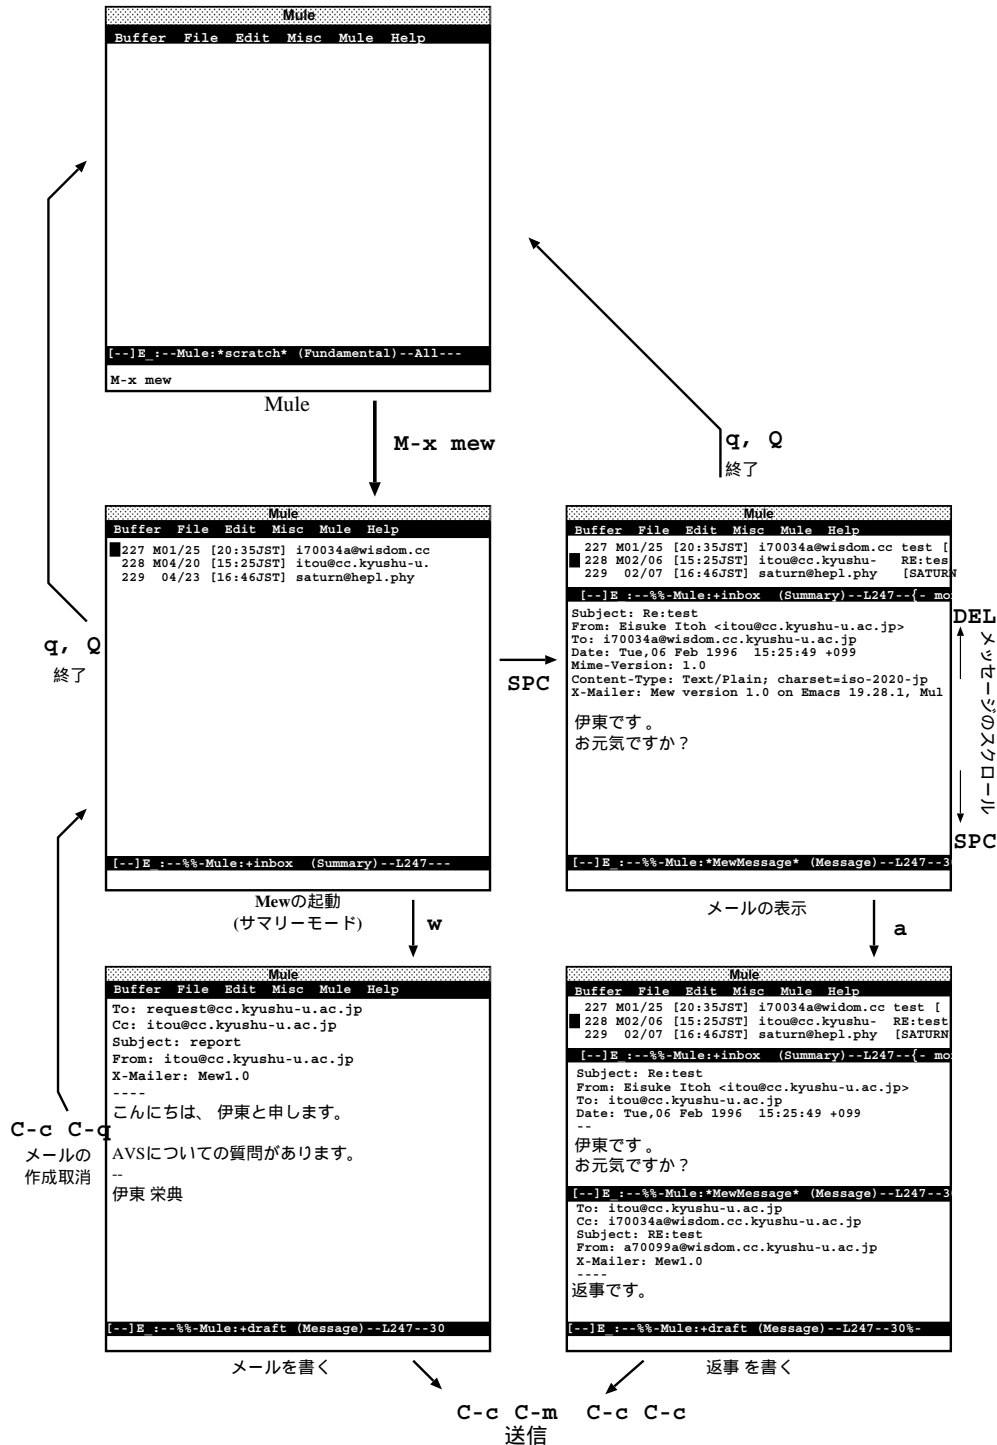 Mule
Buffer File Edit Misc Mule Help
[--]E_:--Mule:*scratch* (Fundamental)--All---
M-x mew
Mule
M-x mew
q, Q
終了
q, Q
終了
Mule
Buffer File Edit Misc Mule Help
227 M01/25 [20:35JST] i70034a@wisdom.cc
228 M04/20 [15:25JST] itou@cc.kyushu-u.
229 04/23 [16:46JST] saturn@hepl.phy
[--]E_:--%%-Mule:+inbox (Summary)--L247---
Mewの起動
(サマリーモード)
SPC
Mule
Buffer File Edit Misc Mule Help
227 M01/25 [20:35JST] i70034a@wisdom.cc test [
228 M02/06 [15:25JST] itou@cc.kyushu- RE:tes
229 02/07 [16:46JST] saturn@hepl.phy [SATURN
[--]E :--%%-Mule:+inbox (Summary)--L247--{- mo
Subject: Re:test
From: Eisuke Itoh <itou@cc.kyushu-u.ac.jp>
To: i70034a@wisdom.cc.kyushu-u.ac.jp
Date: Tue,06 Feb 1996 15:25:49 +099
Mime-Version: 1.0
Content-Type: Text/Plain; charset=iso-2020-jp
X-Mailer: Mew version 1.0 on Emacs 19.28.1, Mul
伊東です。
お元気ですか？
[--]E_:--%%-Mule:*MewMessage* (Message)--L247--3
メールの表示
DEL
メッセージのスクロール
SPC
w
a
Mule
Buffer File Edit Misc Mule Help
To: request@cc.kyushu-u.ac.jp
Cc: itou@cc.kyushu-u.ac.jp
Subject: report
From: itou@cc.kyushu-u.ac.jp
X-Mailer: Mew1.0
----
こんにちは、 伊東と申します。
AVSについての質問があります。
--
伊東 栄典
[--]E_:--%%-Mule:+draft (Message)--L247--30
メールを書く
C-c C-q
メールの
作成取消
Mule
Buffer File Edit Misc Mule Help
227 M01/25 [20:35JST] i70034a@widom.cc test [
228 M02/06 [15:25JST] itou@cc.kyushu- RE:test
229 02/07 [16:46JST] saturn@hepl.phy [SATURN
[--]E :--%%-Mule:+inbox (Summary)--L247--{- mo
Subject: Re:test
From: Eisuke Itoh <itou@cc.kyushu-u.ac.jp>
To: itou@cc.kyushu-u.ac.jp
Date: Tue,06 Feb 1996 15:25:49 +099
--
伊東です。
お元気ですか？
[--]E_:--%%-Mule:*MewMessage* (Message)--L247--3
To: itou@cc.kyushu-u.ac.jp
Cc: i70034a@wisdom.cc.kyushu-u.ac.jp
Subject: RE:test
From: a70099a@wisdom.cc.kyushu-u.ac.jp
X-Mailer: Mew1.0
----
返事です。
[--]E_:--%%-Mule:+draft (Message)--L247--30%-
返事 を書く
C-c C-m C-c C-c
送信